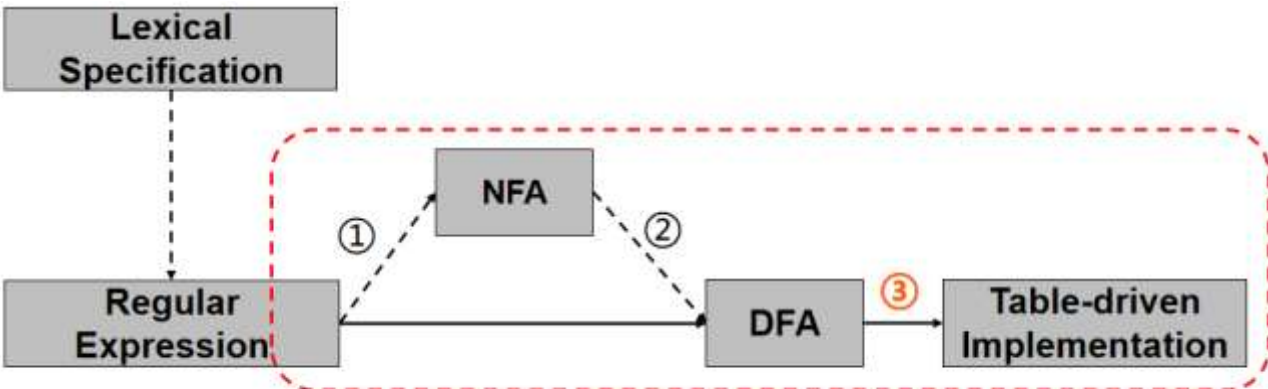 Lexical
Specification
NFA
①
②
Regular
Expression
DFA
③
Table-driven
Implementation